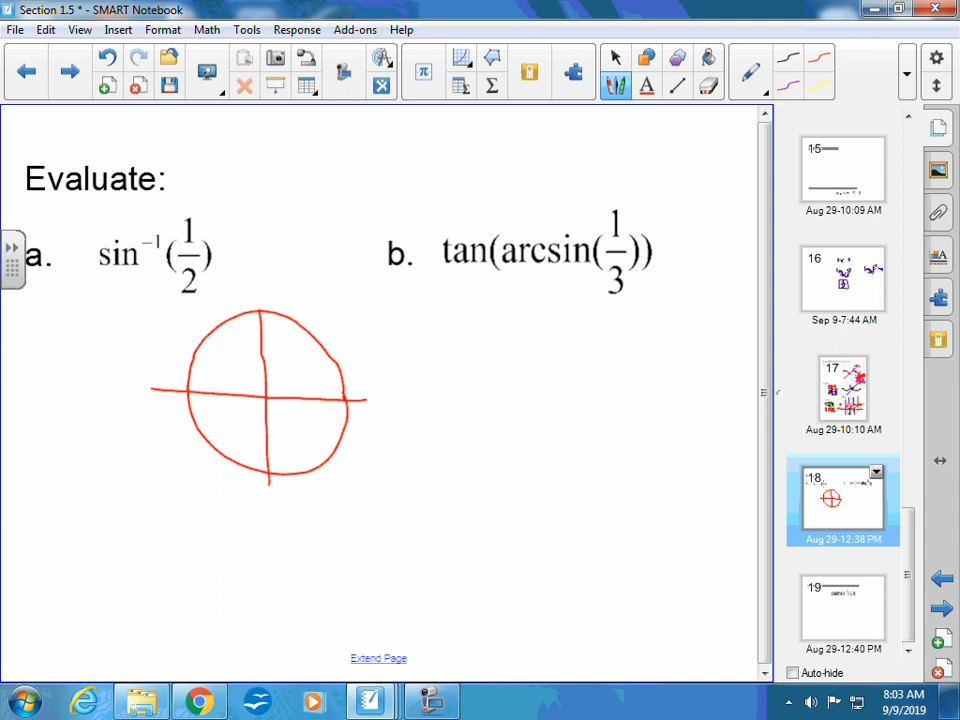 Section 1.5 * - SMART Notebook
File Edit View Insert Format Math Tools Response Add-ons Help
Evaluate:
a. sin⁻¹(1/2)
b. tan(arcsin(1/3))
Extend Page
15
Aug 29-10:09 AM
16
Sep 9-7:44 AM
17
Aug 29-10:10 AM
18
Aug 29-12:38 PM
19
Aug 29-12:40 PM
Auto-hide
8:03 AM
9/9/2019